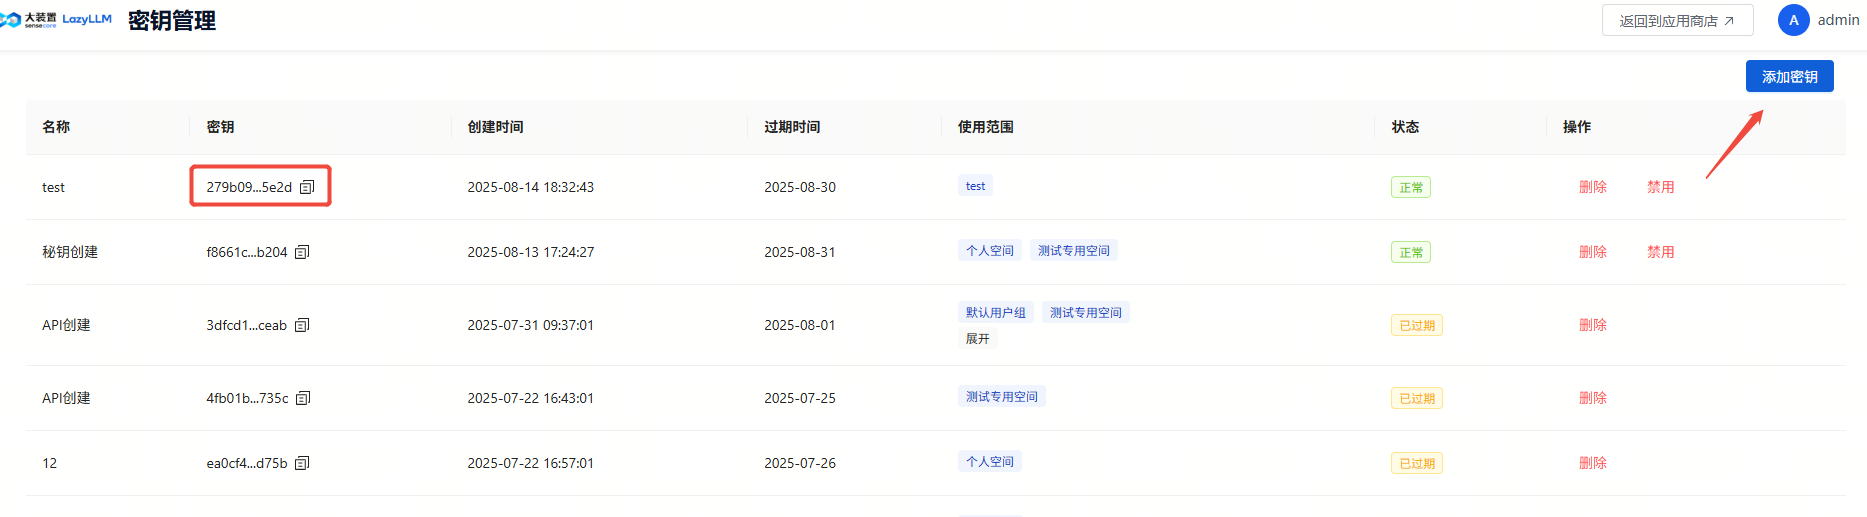 大装置 sensecore LazyLLM 密钥管理 返回到应用商店 A admin
添加密钥
名称 密钥 创建时间 过期时间 使用范围 状态 操作
test 279b09...5e2d 2025-08-14 18:32:43 2025-08-30 test 正常 删除 禁用
秘钥创建 f8661c...b204 2025-08-13 17:24:27 2025-08-31 个人空间 测试专用空间 正常 删除 禁用
API创建 3dfcd1...ceab 2025-07-31 09:37:01 2025-08-01 默认用户组 测试专用空间 已过期 删除
展开
API创建 4fb01b...735c 2025-07-22 16:43:01 2025-07-25 测试专用空间 已过期 删除
12 ea0cf4...d75b 2025-07-22 16:57:01 2025-07-26 个人空间 已过期 删除